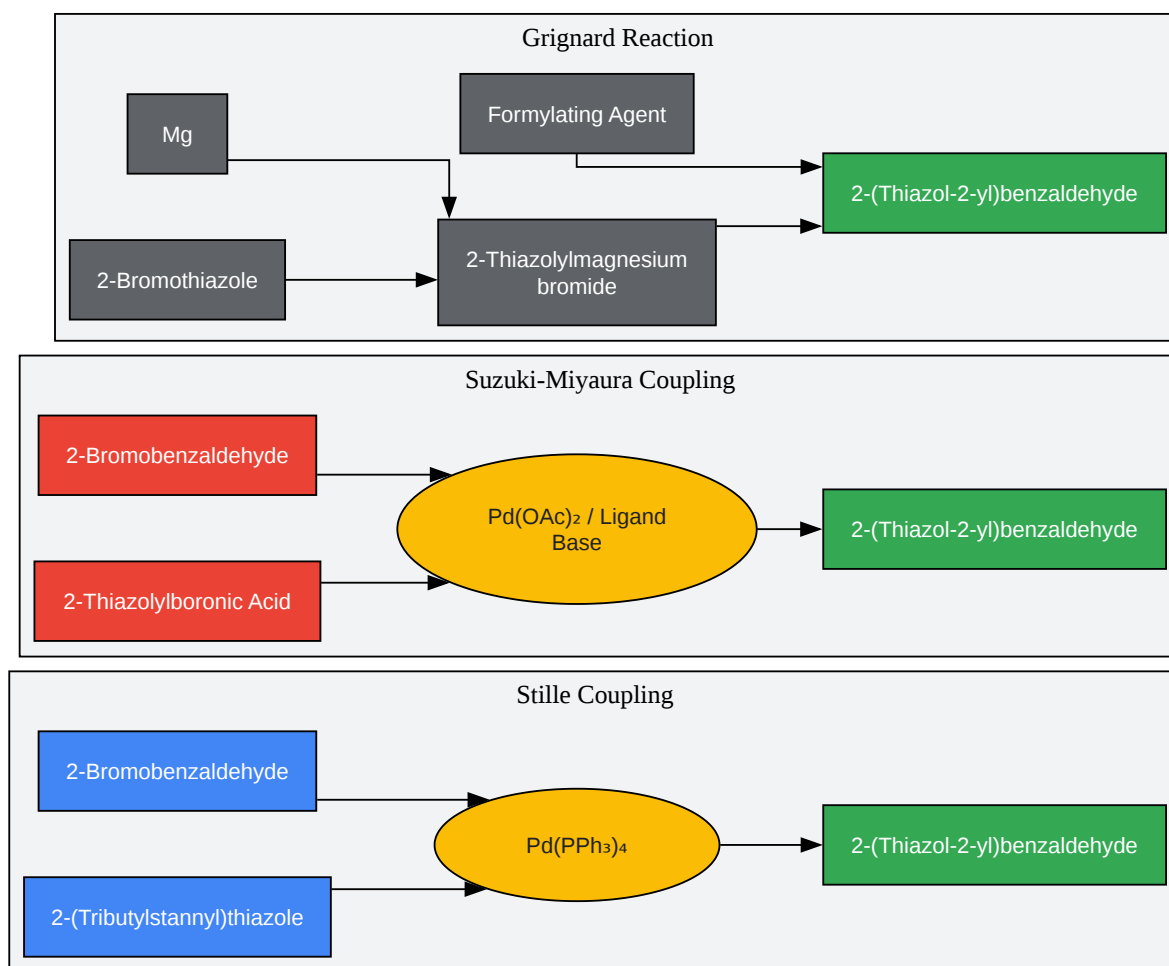 Grignard Reaction
Mg
Formylating Agent
2-(Thiazol-2-yl)benzaldehyde
2-Bromothiazole
2-Thiazolylmagnesium
bromide
Suzuki-Miyaura Coupling
2-Bromobenzaldehyde
Pd(OAc)₂ / Ligand
Base
2-(Thiazol-2-yl)benzaldehyde
2-Thiazolylboronic Acid
Stille Coupling
2-Bromobenzaldehyde
Pd(PPh₃)₄
2-(Thiazol-2-yl)benzaldehyde
2-(Tributylstannyl)thiazole